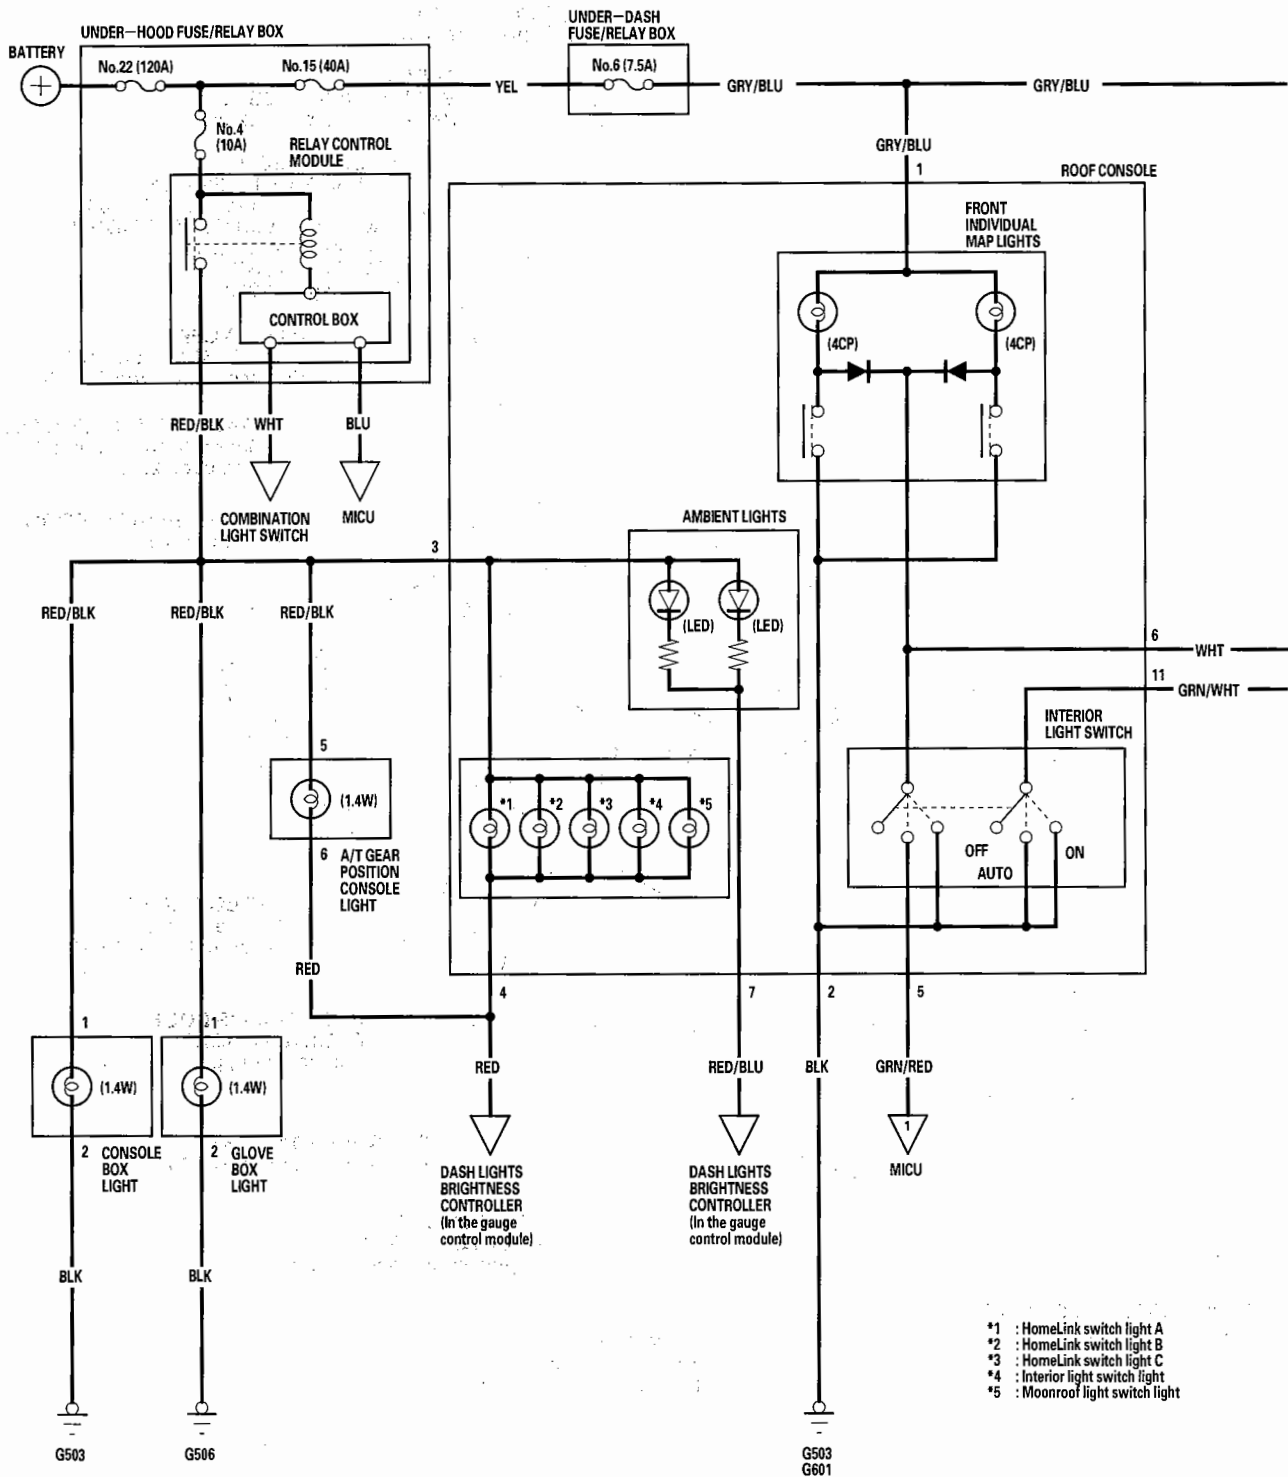 UNDER-HOOD FUSE/RELAY BOX
UNDER-DASH
FUSE/RELAY BOX
BATTERY
No.22 (120A)
No.15 (40A)
YEL
No.6 (7.5A)
GRY/BLU
GRY/BLU
No.4
(10A)
RELAY CONTROL
MODULE
GRY/BLU
1
ROOF CONSOLE
FRONT
INDIVIDUAL
MAP LIGHTS
CONTROL BOX
(4CP)
(4CP)
RED/BLK
WHT
BLU
COMBINATION
LIGHT SWITCH
MICU
AMBIENT LIGHTS
3
RED/BLK
RED/BLK
RED/BLK
(LED)
(LED)
6
WHT
11
GRN/WHT
INTERIOR
LIGHT SWITCH
5
(1.4W)
6
A/T GEAR
POSITION
CONSOLE
LIGHT
*1
*2
*3
*4
*5
OFF
AUTO
ON
RED
4
7
2
5
1
(1.4W)
2
CONSOLE
BOX
LIGHT
1
(1.4W)
2
GLOVE
BOX
LIGHT
RED
RED/BLU
BLK
GRN/RED
1
MICU
DASH LIGHTS
BRIGHTNESS
CONTROLLER
(In the gauge
control module)
DASH LIGHTS
BRIGHTNESS
CONTROLLER
(In the gauge
control module)
BLK
BLK
*1 : HomeLink switch light A
*2 : HomeLink switch light B
*3 : HomeLink switch light C
*4 : Interior light switch light
*5 : Moonroof light switch light
G503
G506
G503
G601